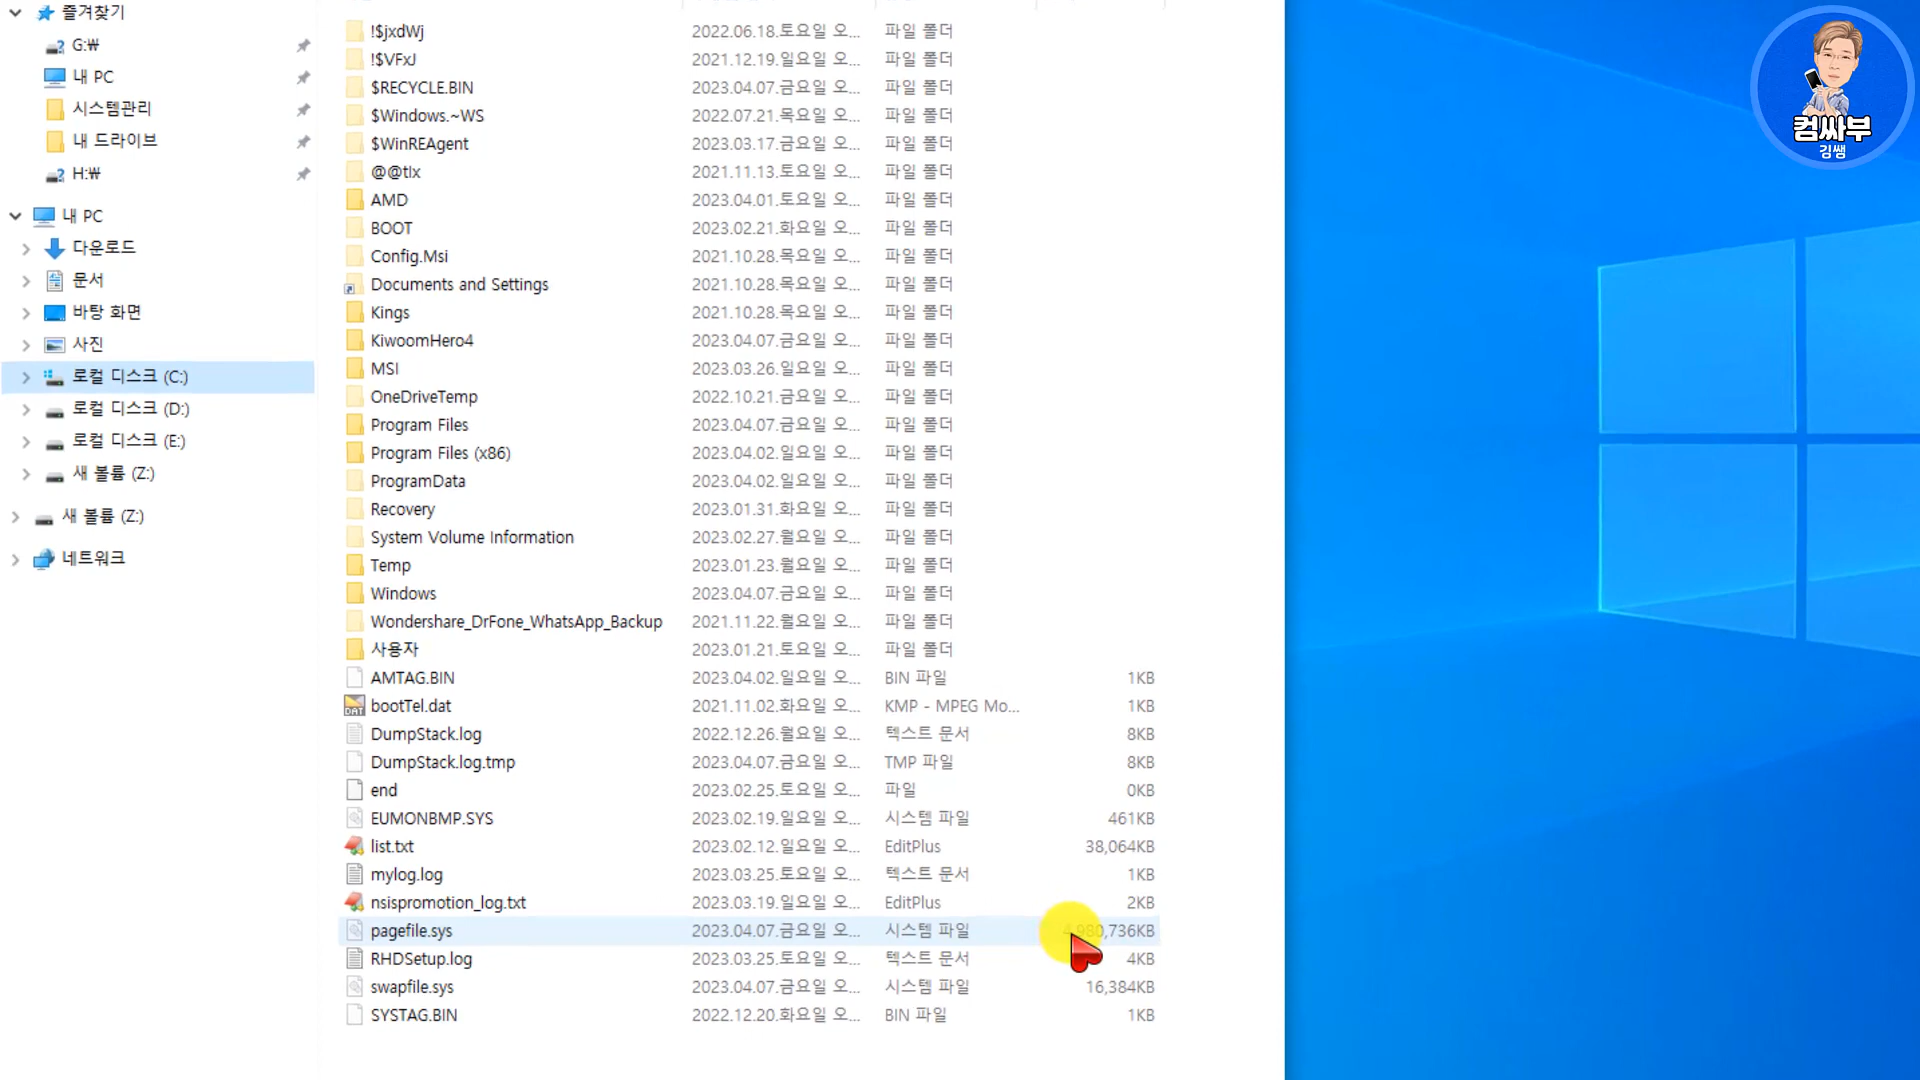 즐겨찾기
G:₩
내 PC
시스템관리
내 드라이브
H:₩
내 PC
다운로드
문서
바탕 화면
사진
로컬 디스크 (C:)
로컬 디스크 (D:)
로컬 디스크 (E:)
새 볼륨 (Z:)
새 볼륨 (Z:)
네트워크
!$jxdWj 2022.06.18.토요일 오... 파일 폴더
!$VFxJ 2021.12.19.일요일 오... 파일 폴더
$RECYCLE.BIN 2023.04.07.금요일 오... 파일 폴더
$Windows.~WS 2022.07.21.목요일 오... 파일 폴더
$WinREAgent 2023.03.17.금요일 오... 파일 폴더
@@tlx 2021.11.13.토요일 오... 파일 폴더
AMD 2023.04.01.토요일 오... 파일 폴더
BOOT 2023.02.21.화요일 오... 파일 폴더
Config.Msi 2021.10.28.목요일 오... 파일 폴더
Documents and Settings 2021.10.28.목요일 오... 파일 폴더
Kings 2021.10.28.목요일 오... 파일 폴더
KiwoomHero4 2023.04.07.금요일 오... 파일 폴더
MSI 2023.03.26.일요일 오... 파일 폴더
OneDriveTemp 2022.10.21.금요일 오... 파일 폴더
Program Files 2023.04.07.금요일 오... 파일 폴더
Program Files (x86) 2023.04.02.일요일 오... 파일 폴더
ProgramData 2023.04.02.일요일 오... 파일 폴더
Recovery 2023.01.31.화요일 오... 파일 폴더
System Volume Information 2023.02.27.월요일 오... 파일 폴더
Temp 2023.01.23.월요일 오... 파일 폴더
Windows 2023.04.07.금요일 오... 파일 폴더
Wondershare_DrFone_WhatsApp_Backup 2021.11.22.월요일 오... 파일 폴더
사용자 2023.01.21.토요일 오... 파일 폴더
AMTAG.BIN 2023.04.02.일요일 오... BIN 파일 1KB
bootTel.dat 2021.11.02.화요일 오... KMP - MPEG Mo... 1KB
DumpStack.log 2022.12.26.월요일 오... 텍스트 문서 8KB
DumpStack.log.tmp 2023.04.07.금요일 오... TMP 파일 8KB
end 2023.02.25.토요일 오... 파일 0KB
EUMONBMP.SYS 2023.02.19.일요일 오... 시스템 파일 461KB
list.txt 2023.02.12.일요일 오... EditPlus 38,064KB
mylog.log 2023.03.25.토요일 오... 텍스트 문서 1KB
nsispromotion_log.txt 2023.03.19.일요일 오... EditPlus 2KB
pagefile.sys 2023.04.07.금요일 오... 시스템 파일 4,980,736KB
RHDSetup.log 2023.03.25.토요일 오... 텍스트 문서 4KB
swapfile.sys 2023.04.07.금요일 오... 시스템 파일 16,384KB
SYSTAG.BIN 2022.12.20.화요일 오... BIN 파일 1KB
컴싸부
김쌤
DAT